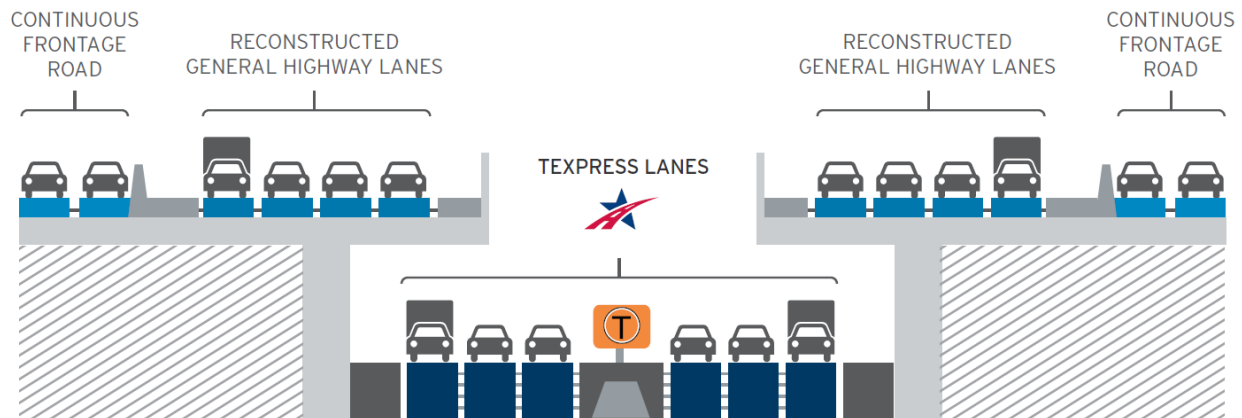 CONTINUOUS
FRONTAGE
ROAD
RECONSTRUCTED
GENERAL HIGHWAY LANES
TEXPRESS LANES
RECONSTRUCTED
GENERAL HIGHWAY LANES
CONTINUOUS
FRONTAGE
ROAD
T